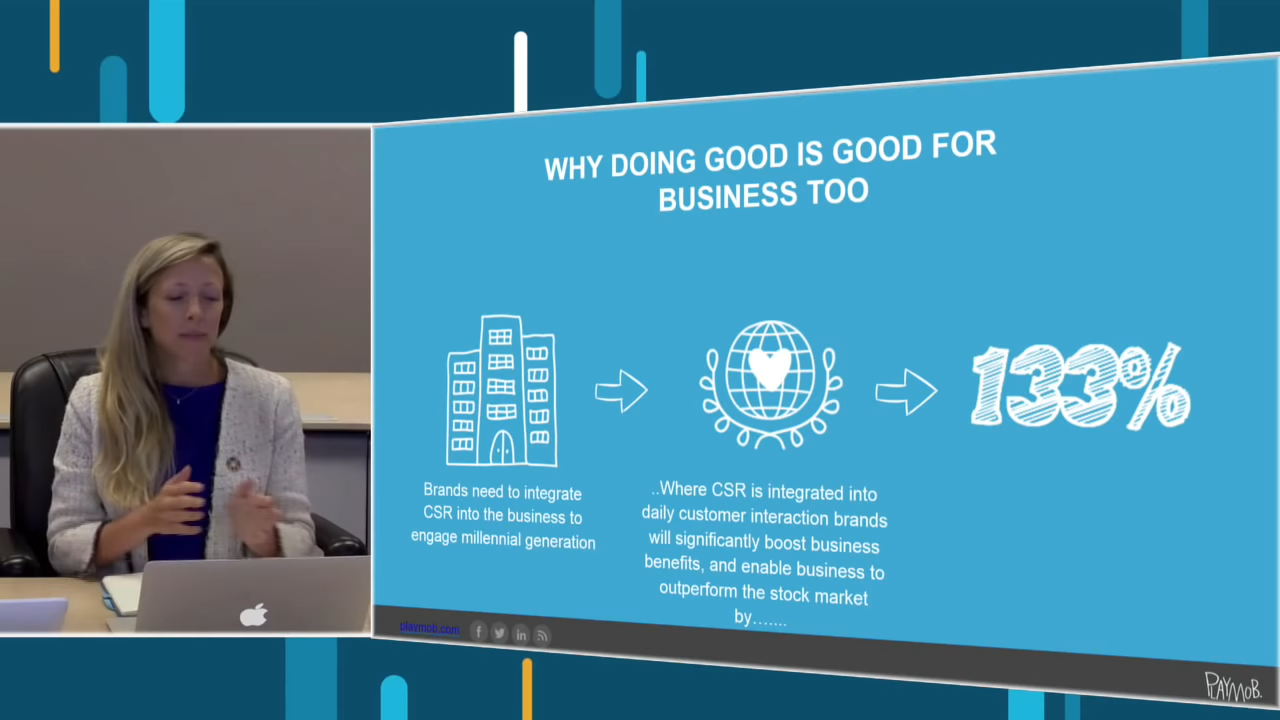 WHY DOING GOOD IS GOOD FOR
BUSINESS TOO
133%
Brands need to integrate
CSR into the business to
engage millennial generation
..Where CSR is integrated into
daily customer interaction brands
will significantly boost business
benefits, and enable business to
outperform the stock market
by…....
playmob.com
PLAYMOB.